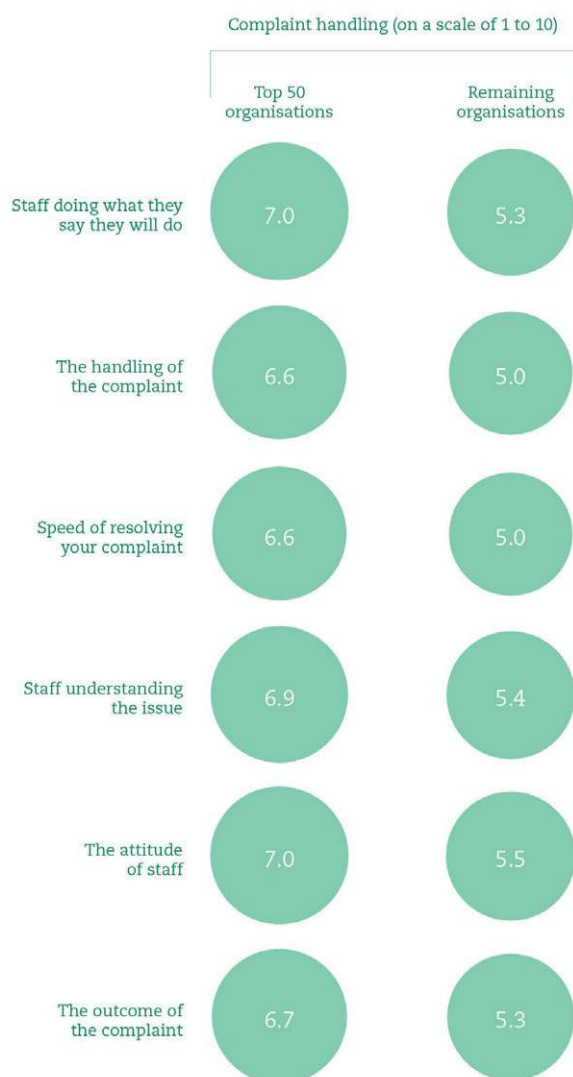 Complaint handling (on a scale of 1 to 10)
Top 50
organisations
Remaining
organisations
Staff doing what they
say they will do
7.0
5.3
The handling of
the complaint
6.6
5.0
Speed of resolving
your complaint
6.6
5.0
Staff understanding
the issue
6.9
5.4
The attitude
of staff
7.0
5.5
The outcome of
the complaint
6.7
5.3